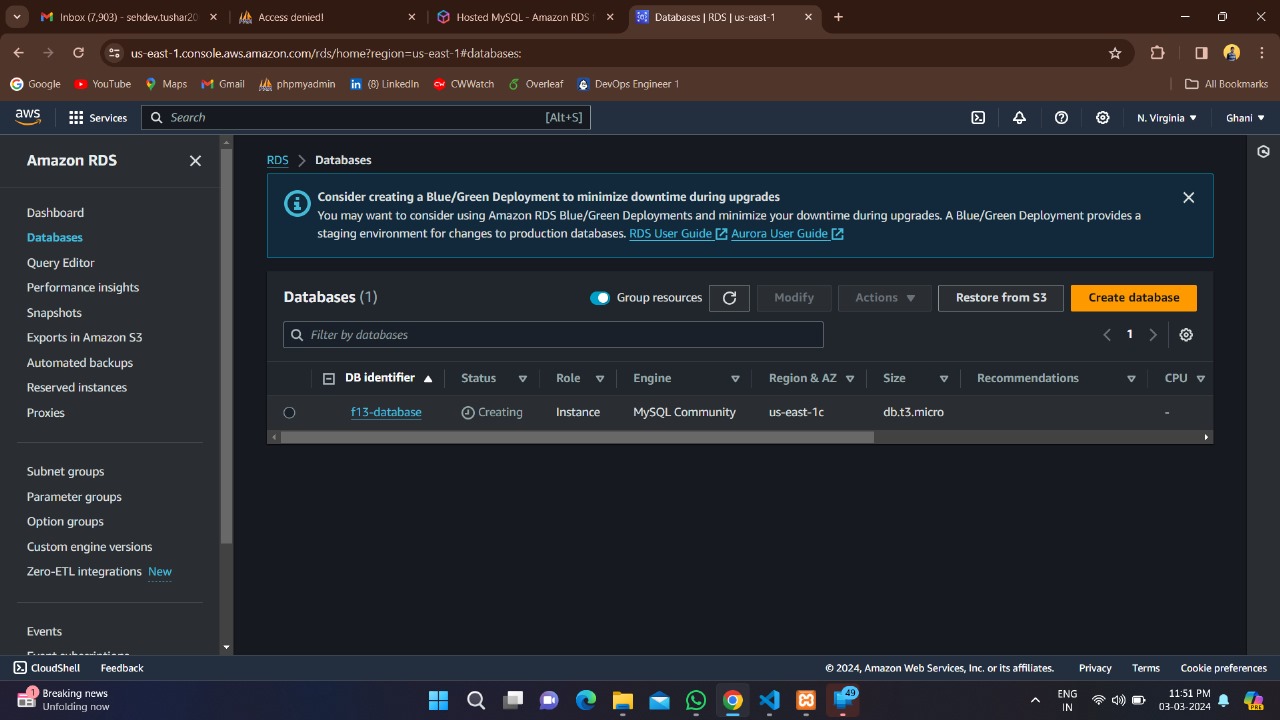 Inbox (7,903) - sehdev.tushar20
Access denied!
Hosted MySQL - Amazon RDS f
Databases | RDS | us-east-1
us-east-1.console.aws.amazon.com/rds/home?region=us-east-1#databases:
Google YouTube Maps Gmail phpmyadmin (8) LinkedIn CWWatch Overleaf DevOps Engineer 1 All Bookmarks
aws Services Search [Alt+S] N. Virginia Ghani
Amazon RDS
Dashboard
Databases
Query Editor
Performance insights
Snapshots
Exports in Amazon S3
Automated backups
Reserved instances
Proxies
Subnet groups
Parameter groups
Option groups
Custom engine versions
Zero-ETL integrations New
Events
Event subscriptions
RDS Databases
Consider creating a Blue/Green Deployment to minimize downtime during upgrades
You may want to consider using Amazon RDS Blue/Green Deployments and minimize your downtime during upgrades. A Blue/Green Deployment provides a
staging environment for changes to production databases. RDS User Guide Aurora User Guide
Databases (1) Group resources Modify Actions Restore from S3 Create database
Filter by databases 1
DB identifier Status Role Engine Region & AZ Size Recommendations CPU
f13-database Creating Instance MySQL Community us-east-1c db.t3.micro -
CloudShell Feedback © 2024, Amazon Web Services, Inc. or its affiliates. Privacy Terms Cookie preferences
1 Breaking news
Unfolding now
49
PRE
ENG
IN
11:51 PM
03-03-2024